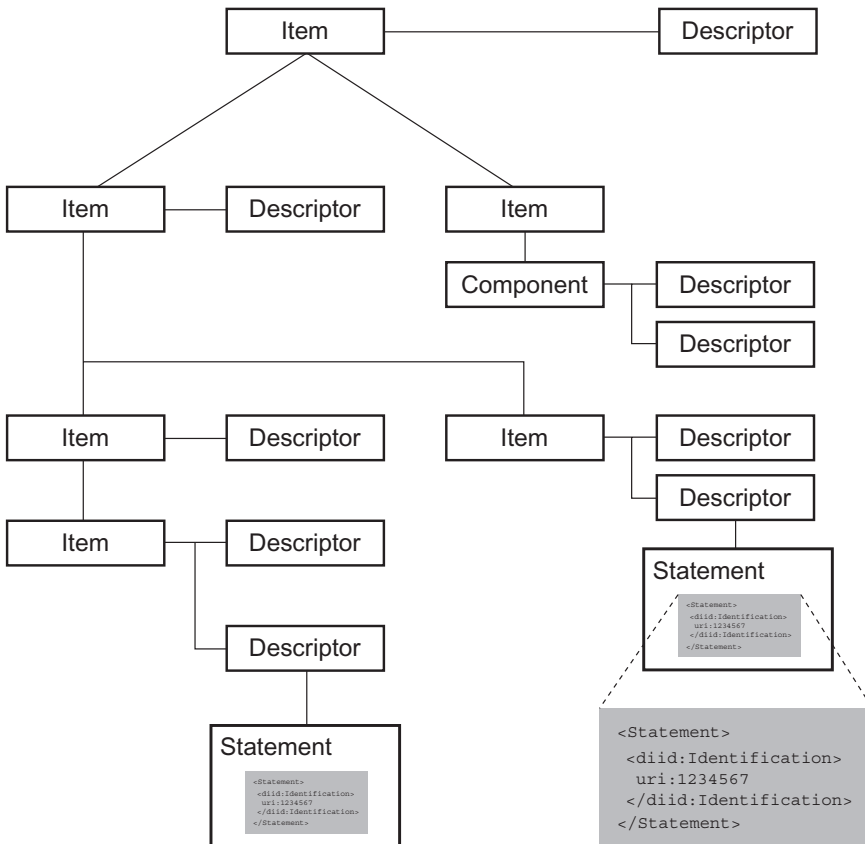 Item
Descriptor
Item
Descriptor
Item
Component
Descriptor
Descriptor
Item
Descriptor
Item
Descriptor
Descriptor
Item
Descriptor
Statement
<Statement>
<diid:Identification>
uri:1234567
</diid:Identification>
</Statement>
Descriptor
Statement
<Statement>
<diid:Identification>
uri:1234567
</diid:Identification>
</Statement>
<Statement>
<diid:Identification>
uri:1234567
</diid:Identification>
</Statement>